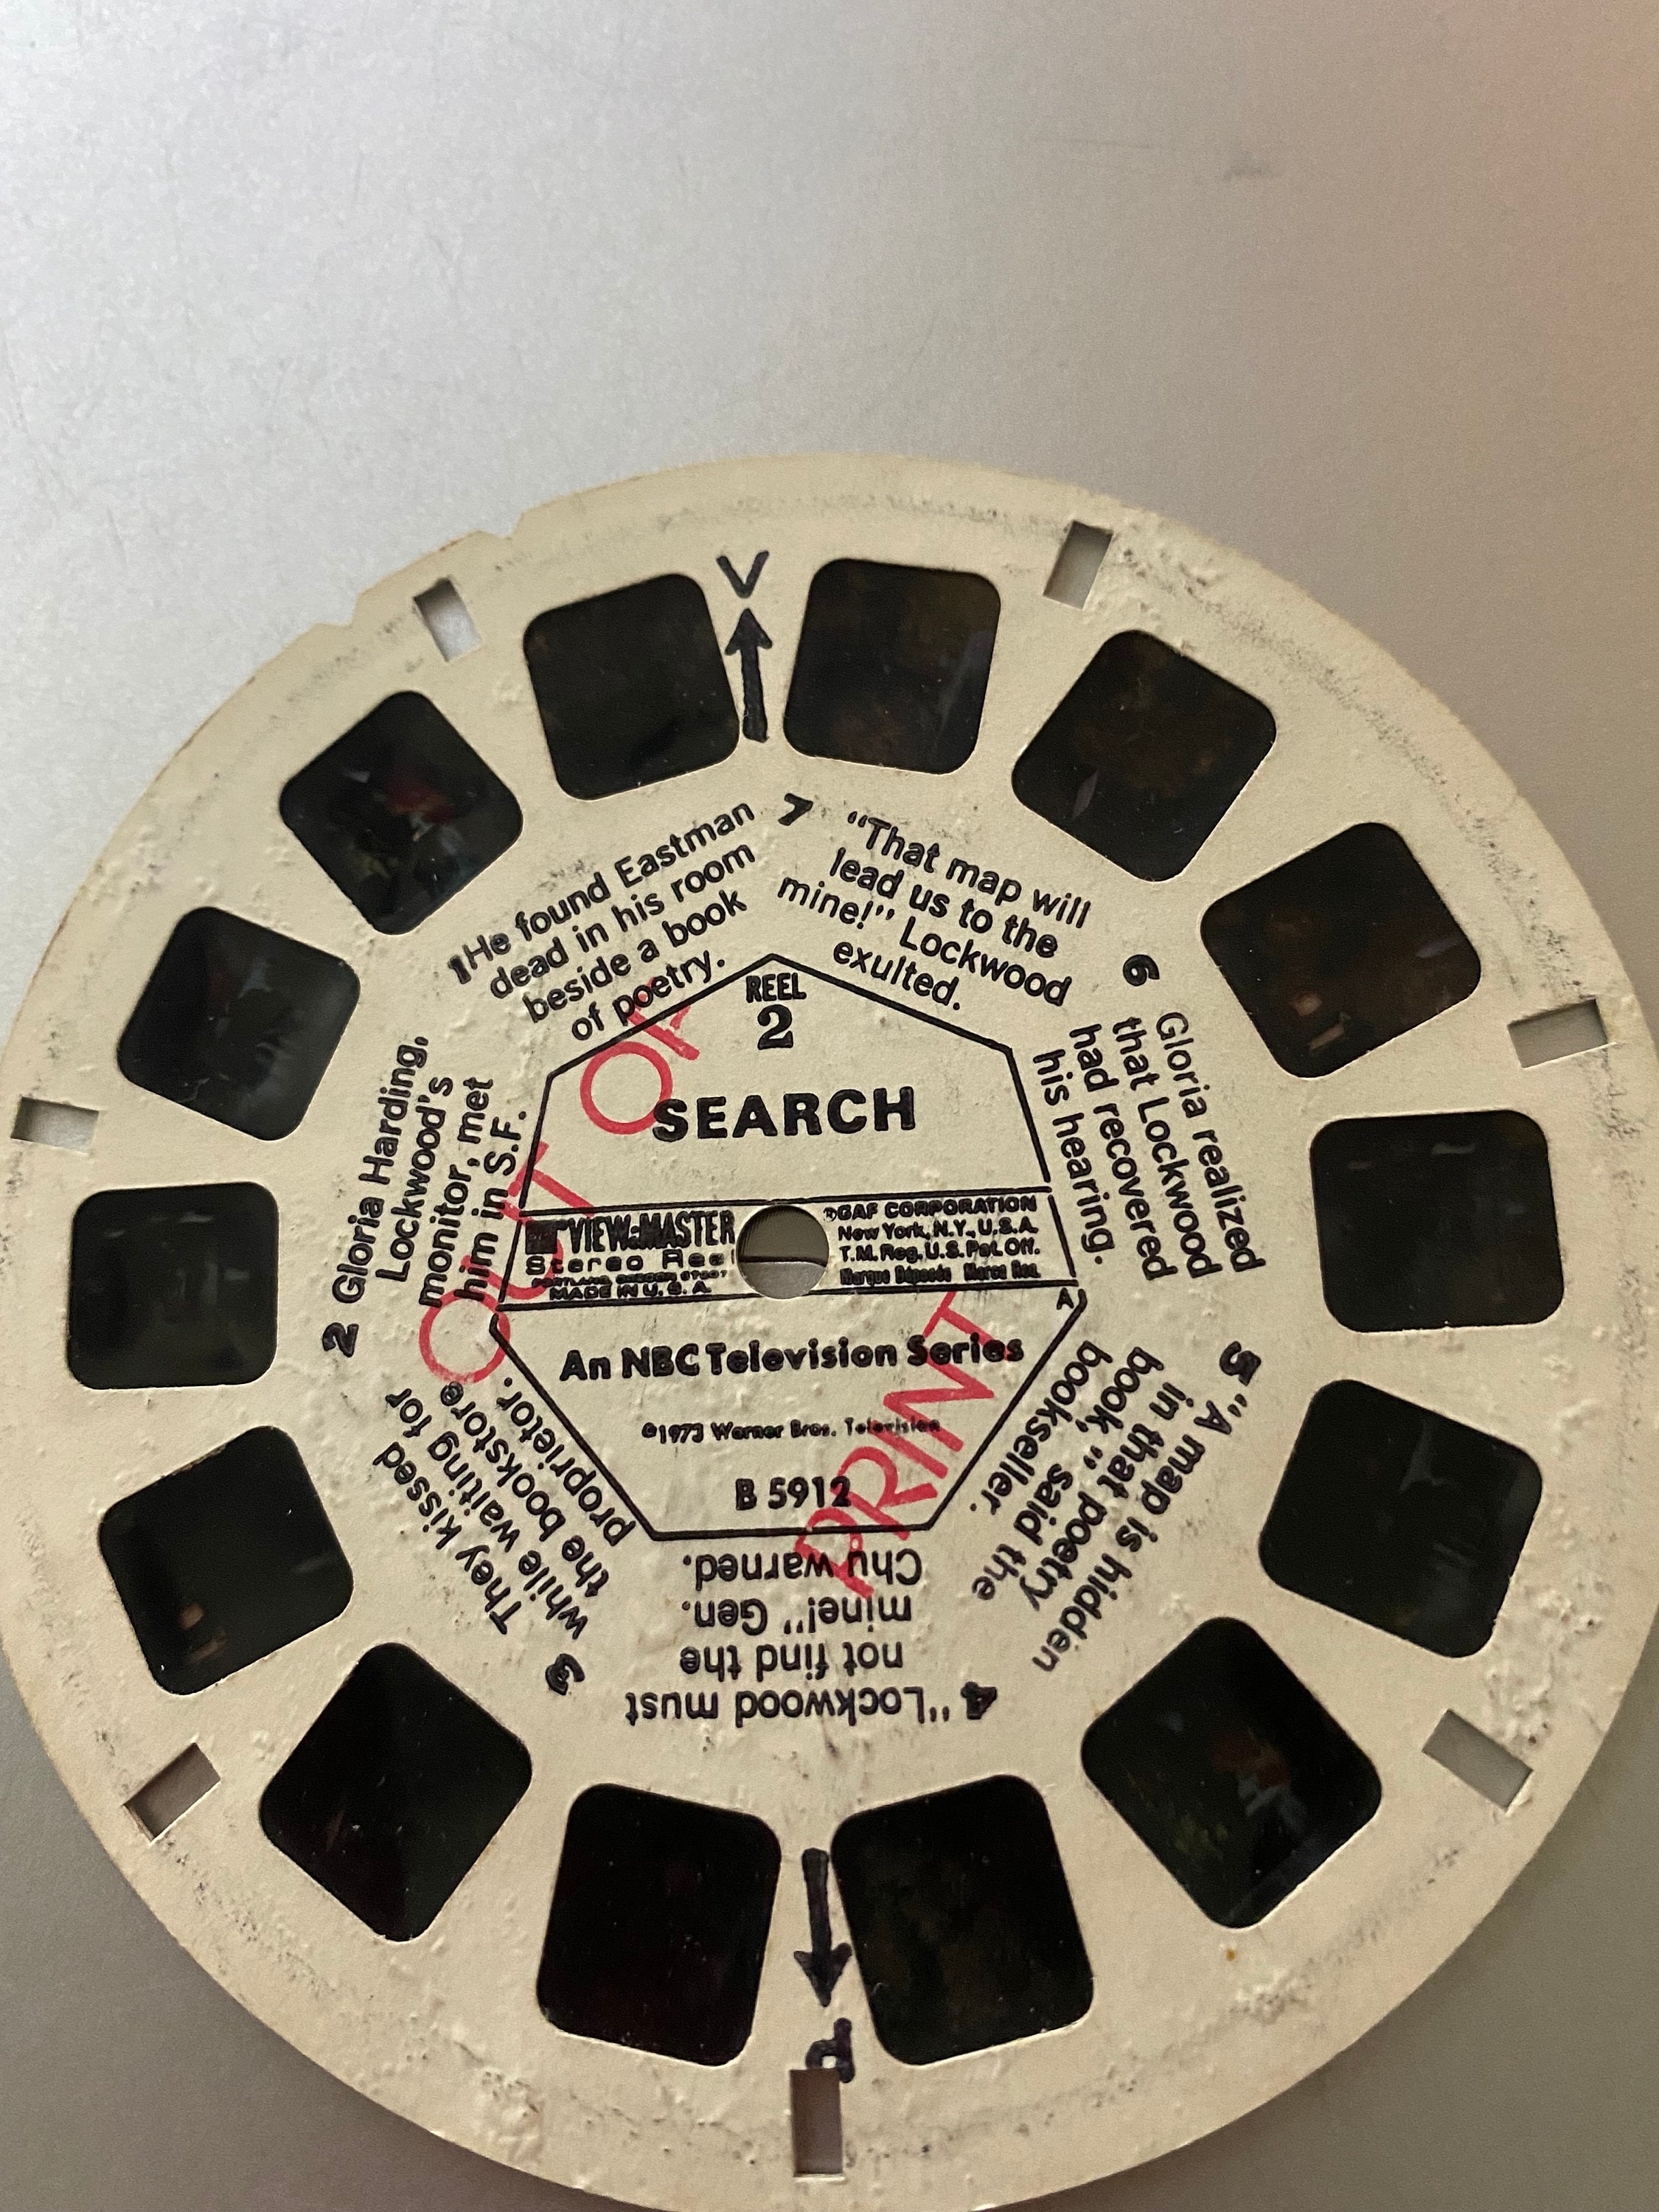 V
REEL
2
SEARCH
VIEW-MASTER
Stereo Reel
PORTLAND, OREGON 97207
MADE IN U.S.A.
®GAF CORPORATION
New York, N.Y., U.S.A.
T.M. Reg. U.S. Pat. Off.
Marque Déposée Marca Reg.
A
An NBC Television Series
©1973 Warner Bros. Television
B 5912
OUT OF
PRINT
1 He found Eastman
dead in his room
beside a book
of poetry.
2 Gloria Harding,
Lockwood's
monitor, met
him in S.F.
3 They kissed
while waiting for
the bookstore
proprietor.
4 "Lockwood must
not find the
mine!" Gen.
Chu warned.
5 "A map is hidden
in that poetry
book," said the
bookseller.
6 Gloria realized
that Lockwood
had recovered
his hearing.
7 "That map will
lead us to the
mine!" Lockwood
exulted.
P